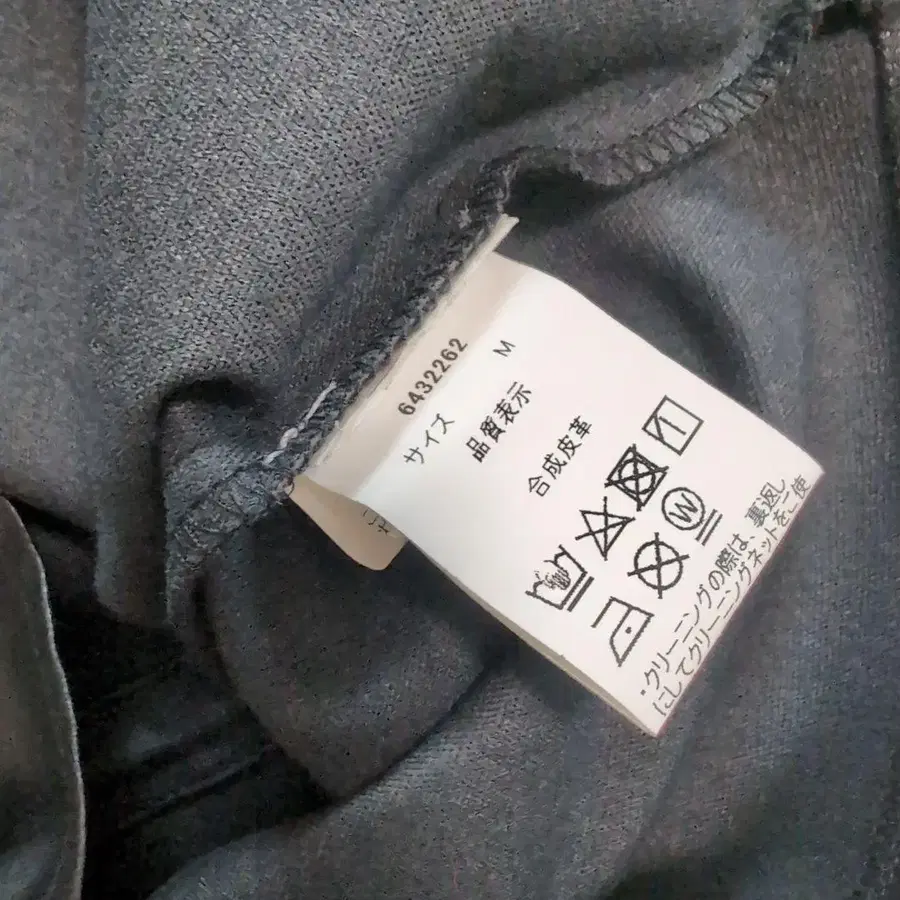 6432262
サイズ M
品質表示
合成皮革
W
・クリーニングの際は、裏返し
にしてクリーニングネットをご使